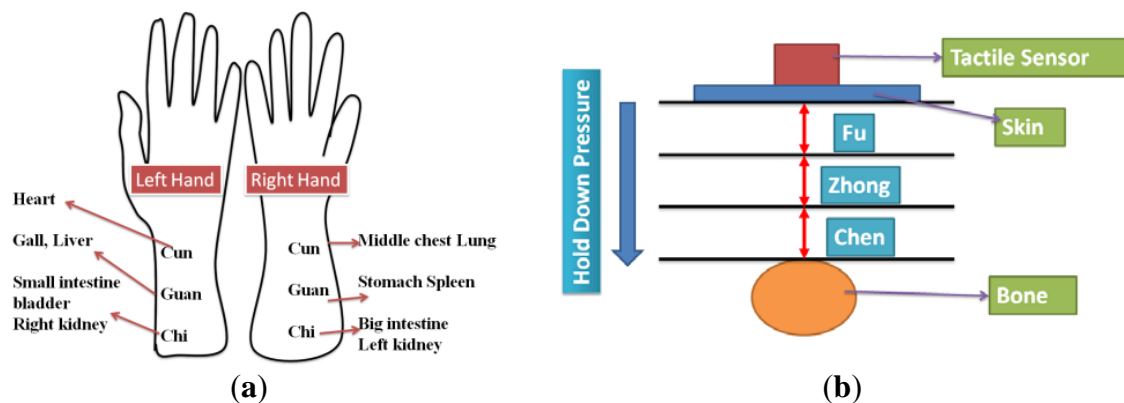 Left Hand
Right Hand
Heart
Gall, Liver
Small intestine
bladder
Right kidney
Cun
Guan
Chi
Cun
Guan
Chi
Middle chest Lung
Stomach Spleen
Big intestine
Left kidney
(a)
Hold Down Pressure
Tactile Sensor
Skin
Fu
Zhong
Chen
Bone
(b)